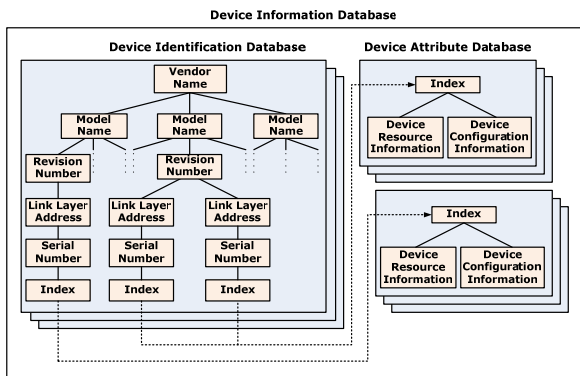 Device Information Database
Device Identification Database
Device Attribute Database
Vendor
Name
Model
Name
Model
Name
Model
Name
Revision
Number
Revision
Number
Link Layer
Address
Link Layer
Address
Link Layer
Address
Serial
Number
Serial
Number
Serial
Number
Index
Index
Index
Index
Device
Resource
Information
Device
Configuration
Information
Index
Device
Resource
Information
Device
Configuration
Information